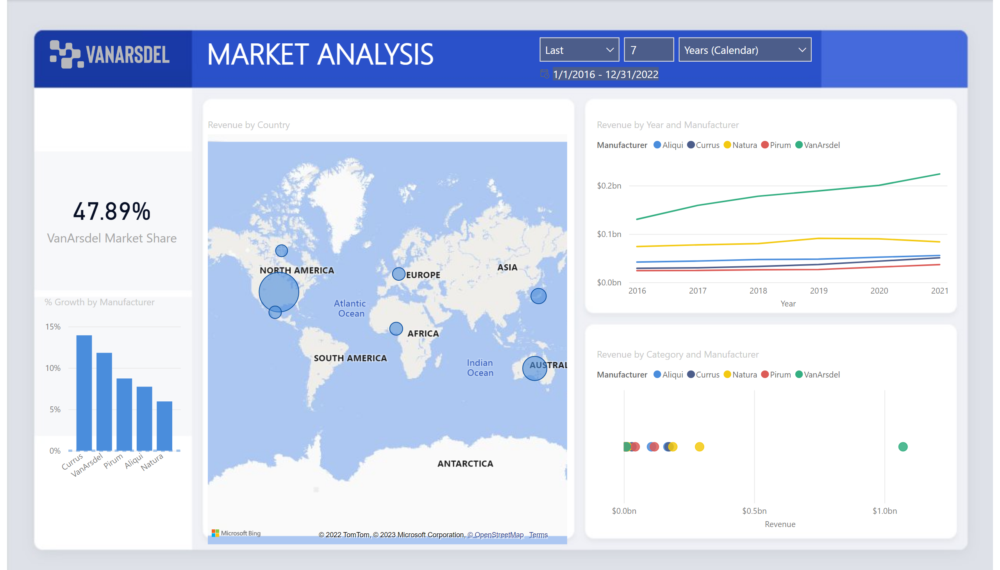 VANARSDEL
MARKET ANALYSIS
Last
7
Years (Calendar)
1/1/2016 - 12/31/2022
47.89%
VanArsdel Market Share
% Growth by Manufacturer
15%
10%
5%
0%
Currus
VanArsdel
Pirum
Aliqui
Natura
Revenue by Country
NORTH AMERICA
EUROPE
ASIA
Atlantic
Ocean
AFRICA
SOUTH AMERICA
Indian
Ocean
AUSTRAL
ANTARCTICA
Microsoft Bing
© 2022 TomTom, © 2023 Microsoft Corporation, © OpenStreetMap Terms
Revenue by Year and Manufacturer
Manufacturer Aliqui Currus Natura Pirum VanArsdel
$0.2bn
$0.1bn
$0.0bn
2016 2017 2018 2019 2020 2021
Year
Revenue by Category and Manufacturer
Manufacturer Aliqui Currus Natura Pirum VanArsdel
$0.0bn $0.5bn $1.0bn
Revenue